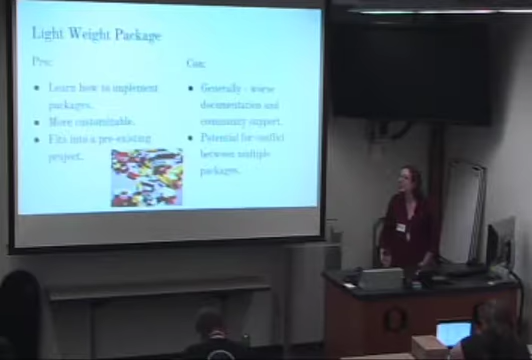 Light Weight Package
Pro:
Learn how to implement
packages.
More customizable.
Fits into a pre-existing
project.
Con:
Generally - worse
documentation and
community support.
Potential for conflict
between multiple
packages.